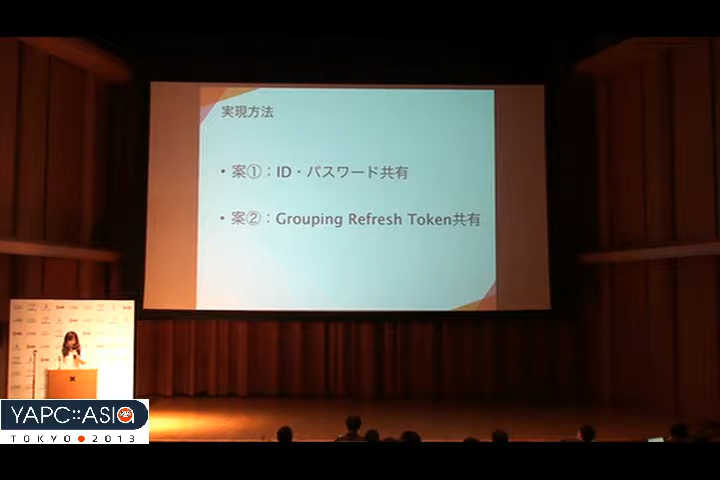 実現方法
• 案①：ID・パスワード共有
• 案②：Grouping Refresh Token共有
YAPC::ASIA
TOKYO●2013